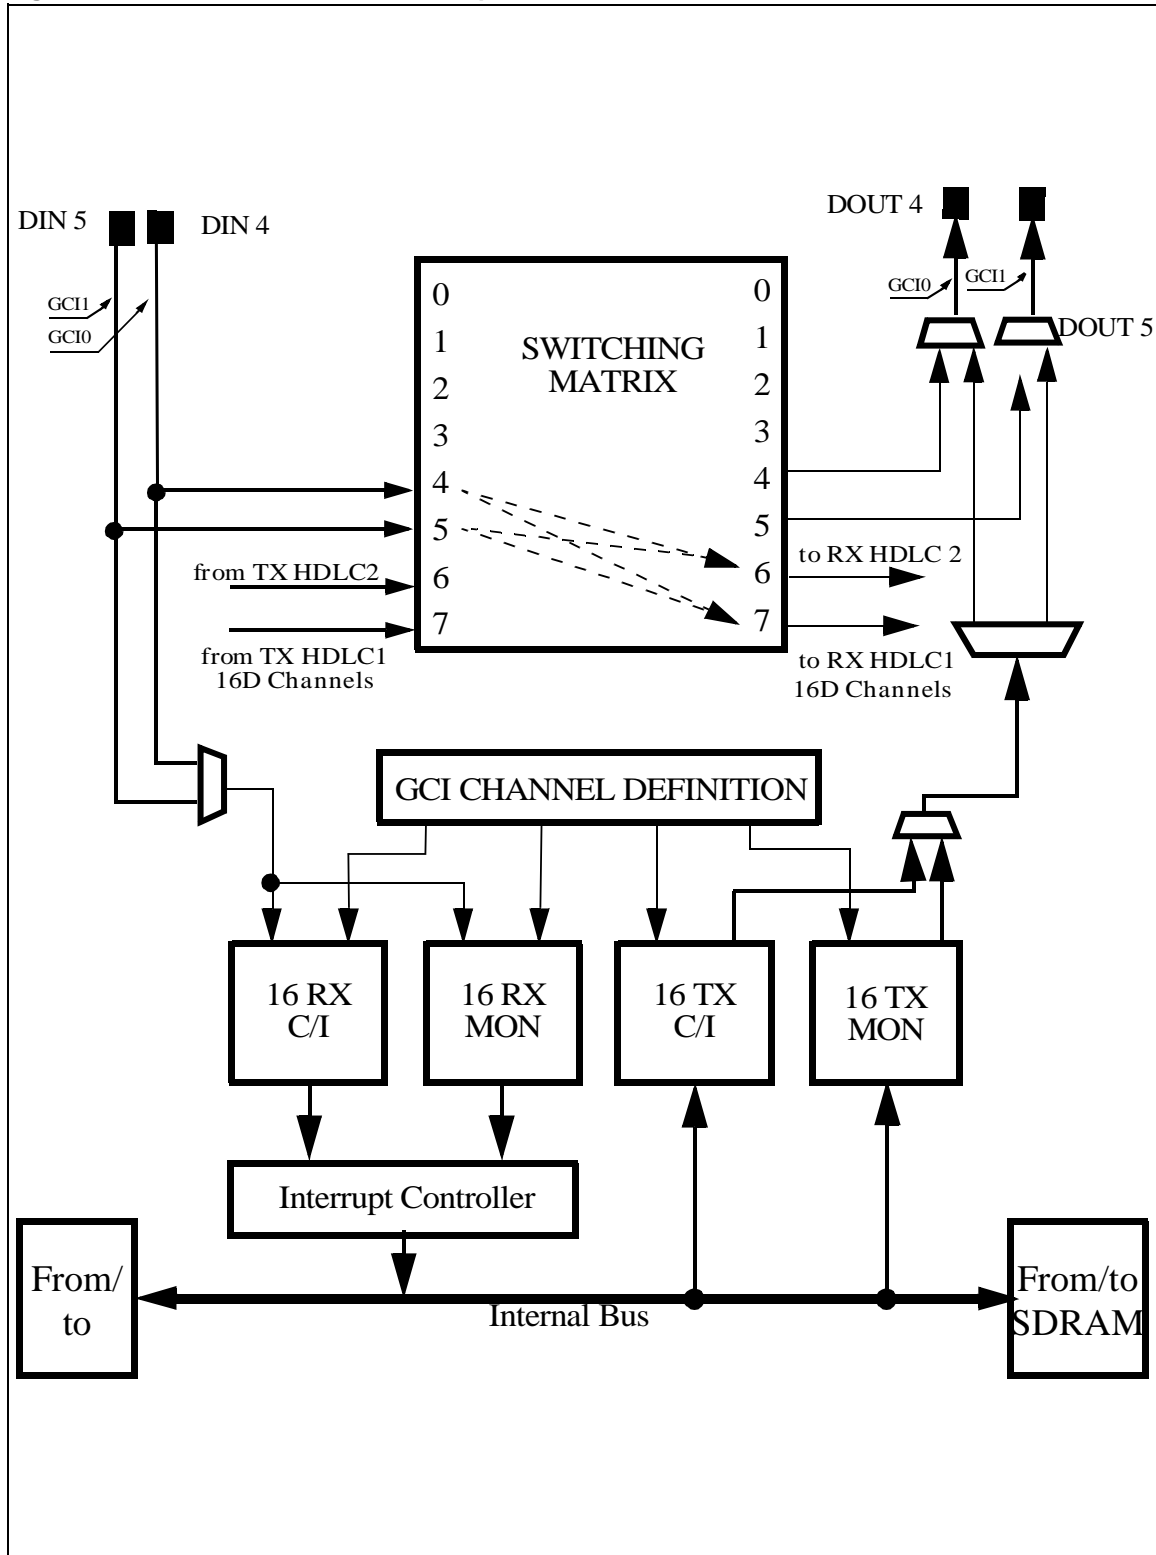 DIN 5
DIN 4
DOUT 4
GCI1
GCI0
GCI0
GCI1
DOUT 5
SWITCHING
MATRIX
0
1
2
3
4
5
6
7
0
1
2
3
4
5
6
7
from TX HDLC2
from TX HDLC1
16D Channels
to RX HDLC 2
to RX HDLC1
16D Channels
GCI CHANNEL DEFINITION
16 RX
C/I
16 RX
MON
16 TX
C/I
16 TX
MON
Interrupt Controller
From/
to
Internal Bus
From/to
SDRAM